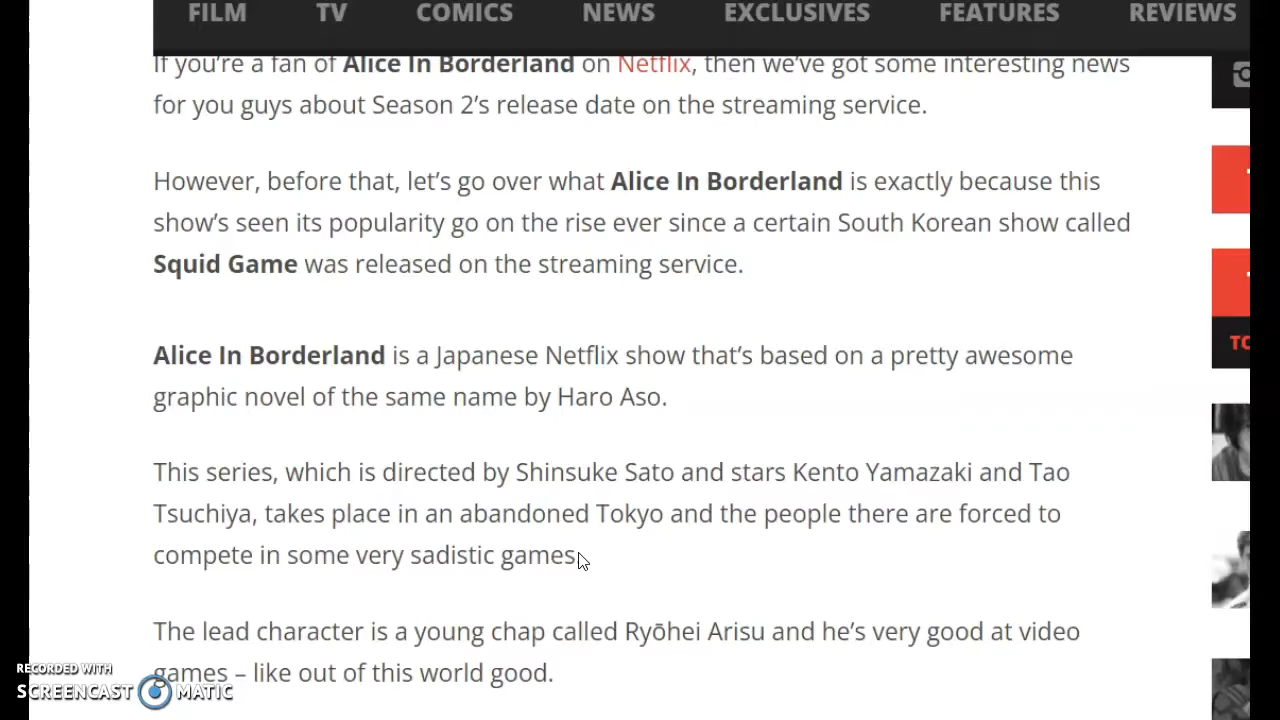 FILM TV COMICS NEWS EXCLUSIVES FEATURES REVIEWS
If you're a fan of Alice In Borderland on Netflix, then we've got some interesting news
for you guys about Season 2's release date on the streaming service.
However, before that, let's go over what Alice In Borderland is exactly because this
show's seen its popularity go on the rise ever since a certain South Korean show called
Squid Game was released on the streaming service.
Alice In Borderland is a Japanese Netflix show that's based on a pretty awesome
graphic novel of the same name by Haro Aso.
This series, which is directed by Shinsuke Sato and stars Kento Yamazaki and Tao
Tsuchiya, takes place in an abandoned Tokyo and the people there are forced to
compete in some very sadistic games
The lead character is a young chap called Ryōhei Arisu and he's very good at video
games – like out of this world good.
RECORDED WITH
SCREENCAST MATIC